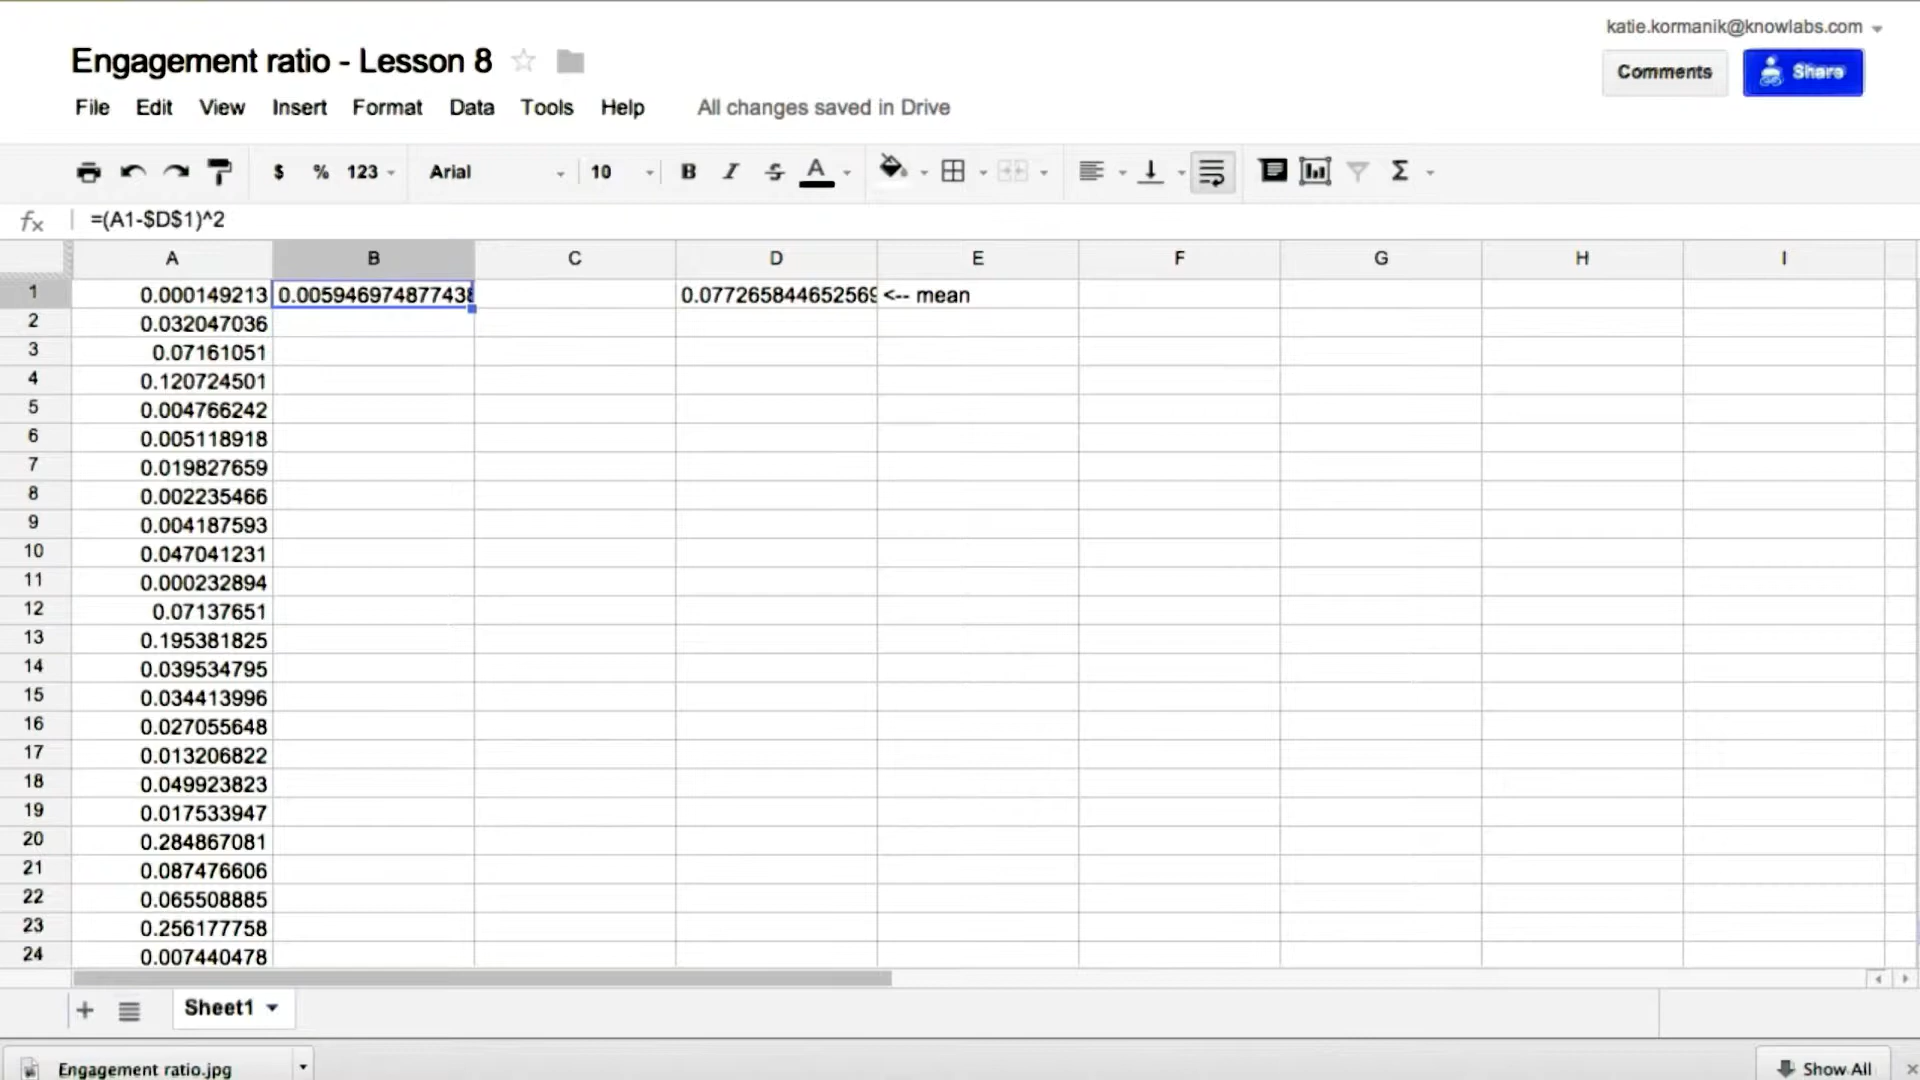 katie.kormanik@knowlabs.com
Engagement ratio - Lesson 8
Comments
Share
File Edit View Insert Format Data Tools Help All changes saved in Drive
$ % 123 Arial 10 B I S A Σ
fx =(A1-$D$1)^2
A B C D E F G H I
1 0.000149213 0.005946974877438 0.077265844652569 <-- mean
2 0.032047036
3 0.07161051
4 0.120724501
5 0.004766242
6 0.005118918
7 0.019827659
8 0.002235466
9 0.004187593
10 0.047041231
11 0.000232894
12 0.07137651
13 0.195381825
14 0.039534795
15 0.034413996
16 0.027055648
17 0.013206822
18 0.049923823
19 0.017533947
20 0.284867081
21 0.087476606
22 0.065508885
23 0.256177758
24 0.007440478
+ Sheet1
Engagement ratio.jpg Show All